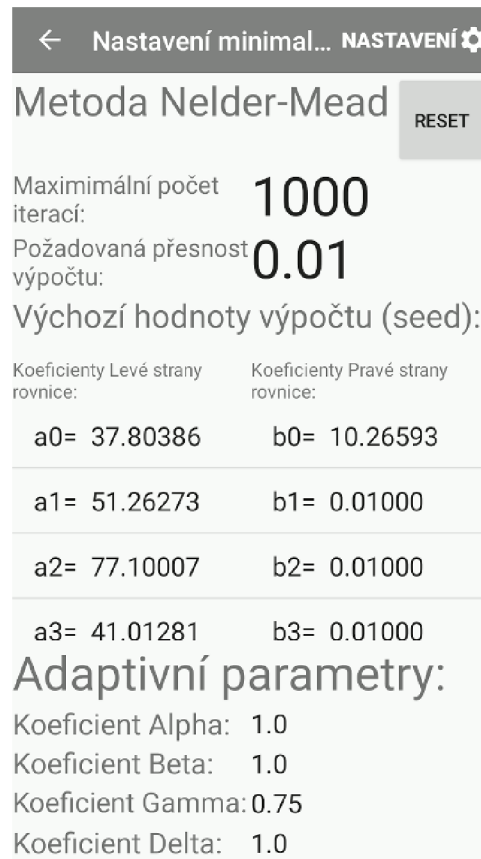 ← Nastavení minimal... NASTAVENÍ
Metoda Nelder-Mead RESET
Maximimální počet
iterací: 1000
Požadovaná přesnost
výpočtu: 0.01
Výchozí hodnoty výpočtu (seed):
Koeficienty Levé strany
rovnice:
Koeficienty Pravé strany
rovnice:
a0= 37.80386 b0= 10.26593
a1= 51.26273 b1= 0.01000
a2= 77.10007 b2= 0.01000
a3= 41.01281 b3= 0.01000
Adaptivní parametry:
Koeficient Alpha: 1.0
Koeficient Beta: 1.0
Koeficient Gamma: 0.75
Koeficient Delta: 1.0